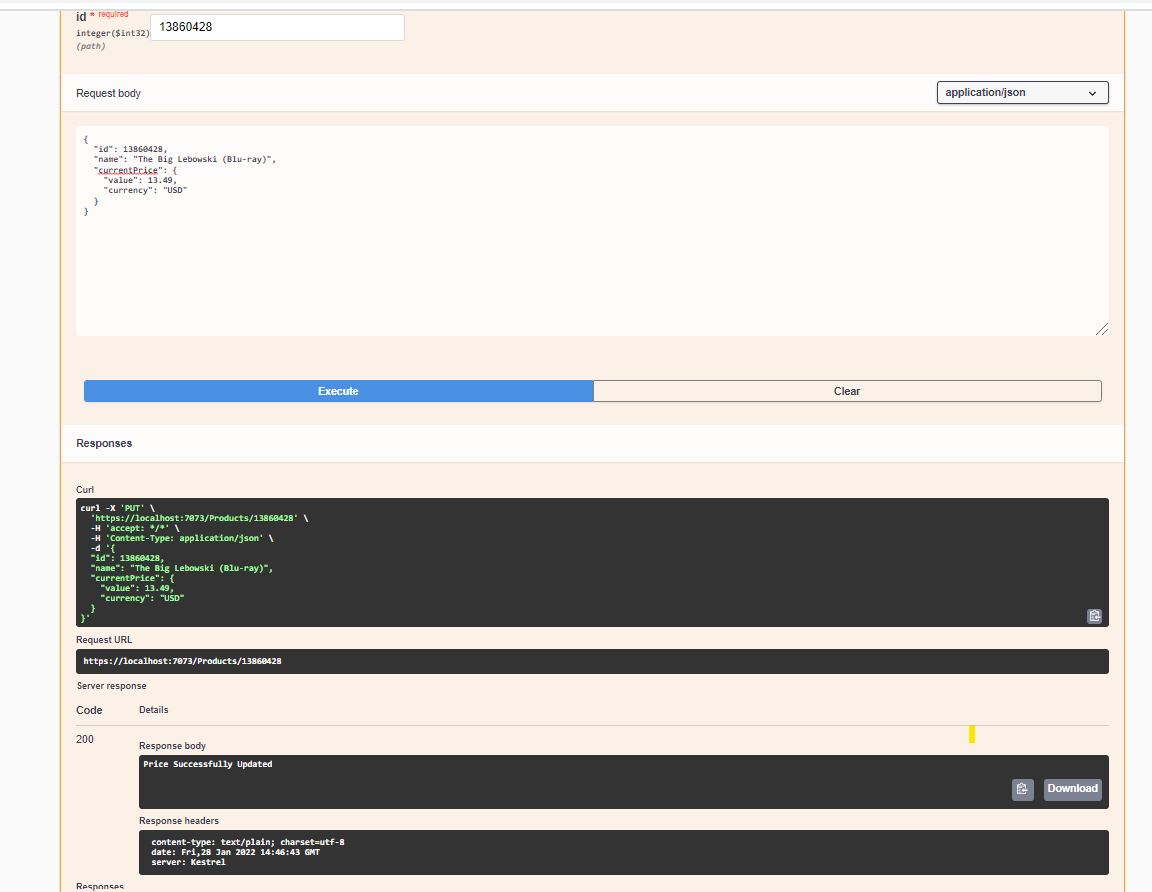 id * required
integer($int32)
13860428
(path)
Request body
application/json
{
"id": 13860428,
"name": "The Big Lebowski (Blu-ray)",
"currentPrice": {
"value": 13.49,
"currency": "USD"
}
}
Execute
Clear
Responses
Curl
curl -X 'PUT' \
'https://localhost:7073/Products/13860428' \
-H 'accept: */*' \
-H 'Content-Type: application/json' \
-d '{
"id": 13860428,
"name": "The Big Lebowski (Blu-ray)",
"currentPrice": {
"value": 13.49,
"currency": "USD"
}
}'
Request URL
https://localhost:7073/Products/13860428
Server response
Code
Details
200
Response body
Price Successfully Updated
Download
Response headers
content-type: text/plain; charset=utf-8
date: Fri,28 Jan 2022 14:46:43 GMT
server: Kestrel
Responses